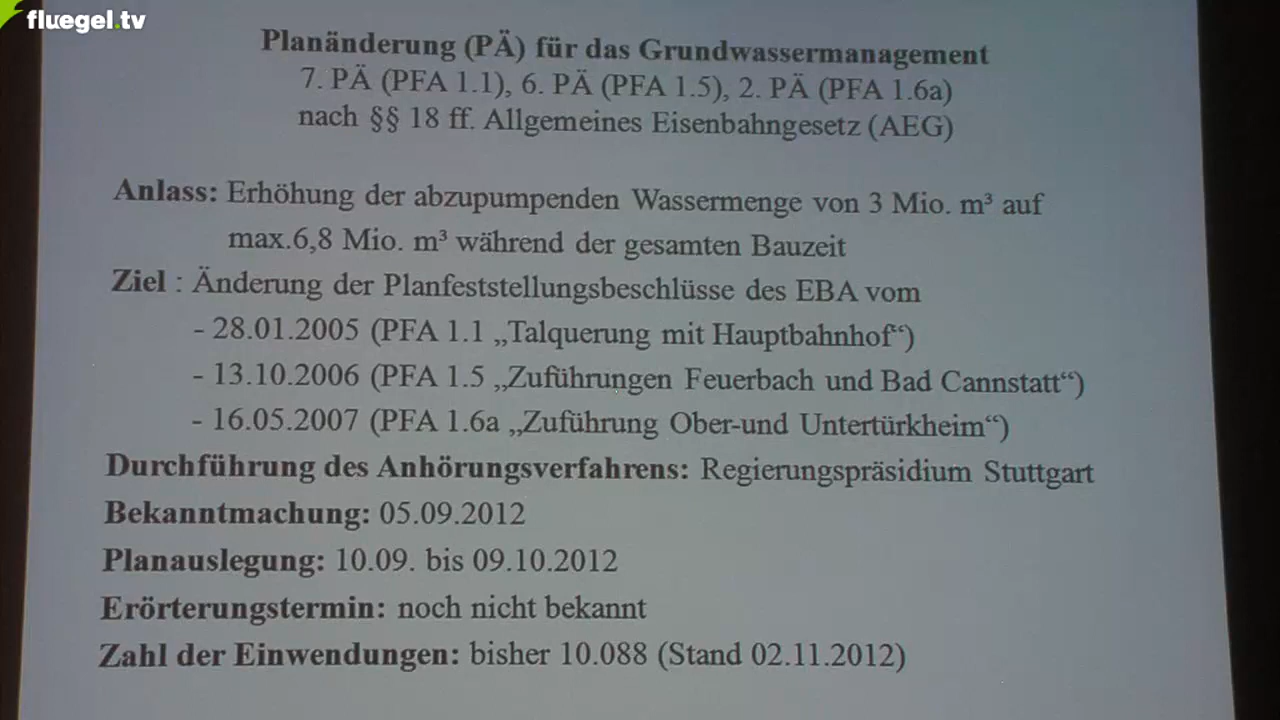 fluegel.tv
Planänderung (PÄ) für das Grundwassermanagement
7. PÄ (PFA 1.1), 6. PÄ (PFA 1.5), 2. PÄ (PFA 1.6a)
nach §§ 18 ff. Allgemeines Eisenbahngesetz (AEG)
Anlass: Erhöhung der abzupumpenden Wassermenge von 3 Mio. m³ auf
max.6,8 Mio. m³ während der gesamten Bauzeit
Ziel : Änderung der Planfeststellungsbeschlüsse des EBA vom
- 28.01.2005 (PFA 1.1 „Talquerung mit Hauptbahnhof“)
- 13.10.2006 (PFA 1.5 „Zuführungen Feuerbach und Bad Cannstatt“)
- 16.05.2007 (PFA 1.6a „Zuführung Ober-und Untertürkheim“)
Durchführung des Anhörungsverfahrens: Regierungspräsidium Stuttgart
Bekanntmachung: 05.09.2012
Planauslegung: 10.09. bis 09.10.2012
Erörterungstermin: noch nicht bekannt
Zahl der Einwendungen: bisher 10.088 (Stand 02.11.2012)